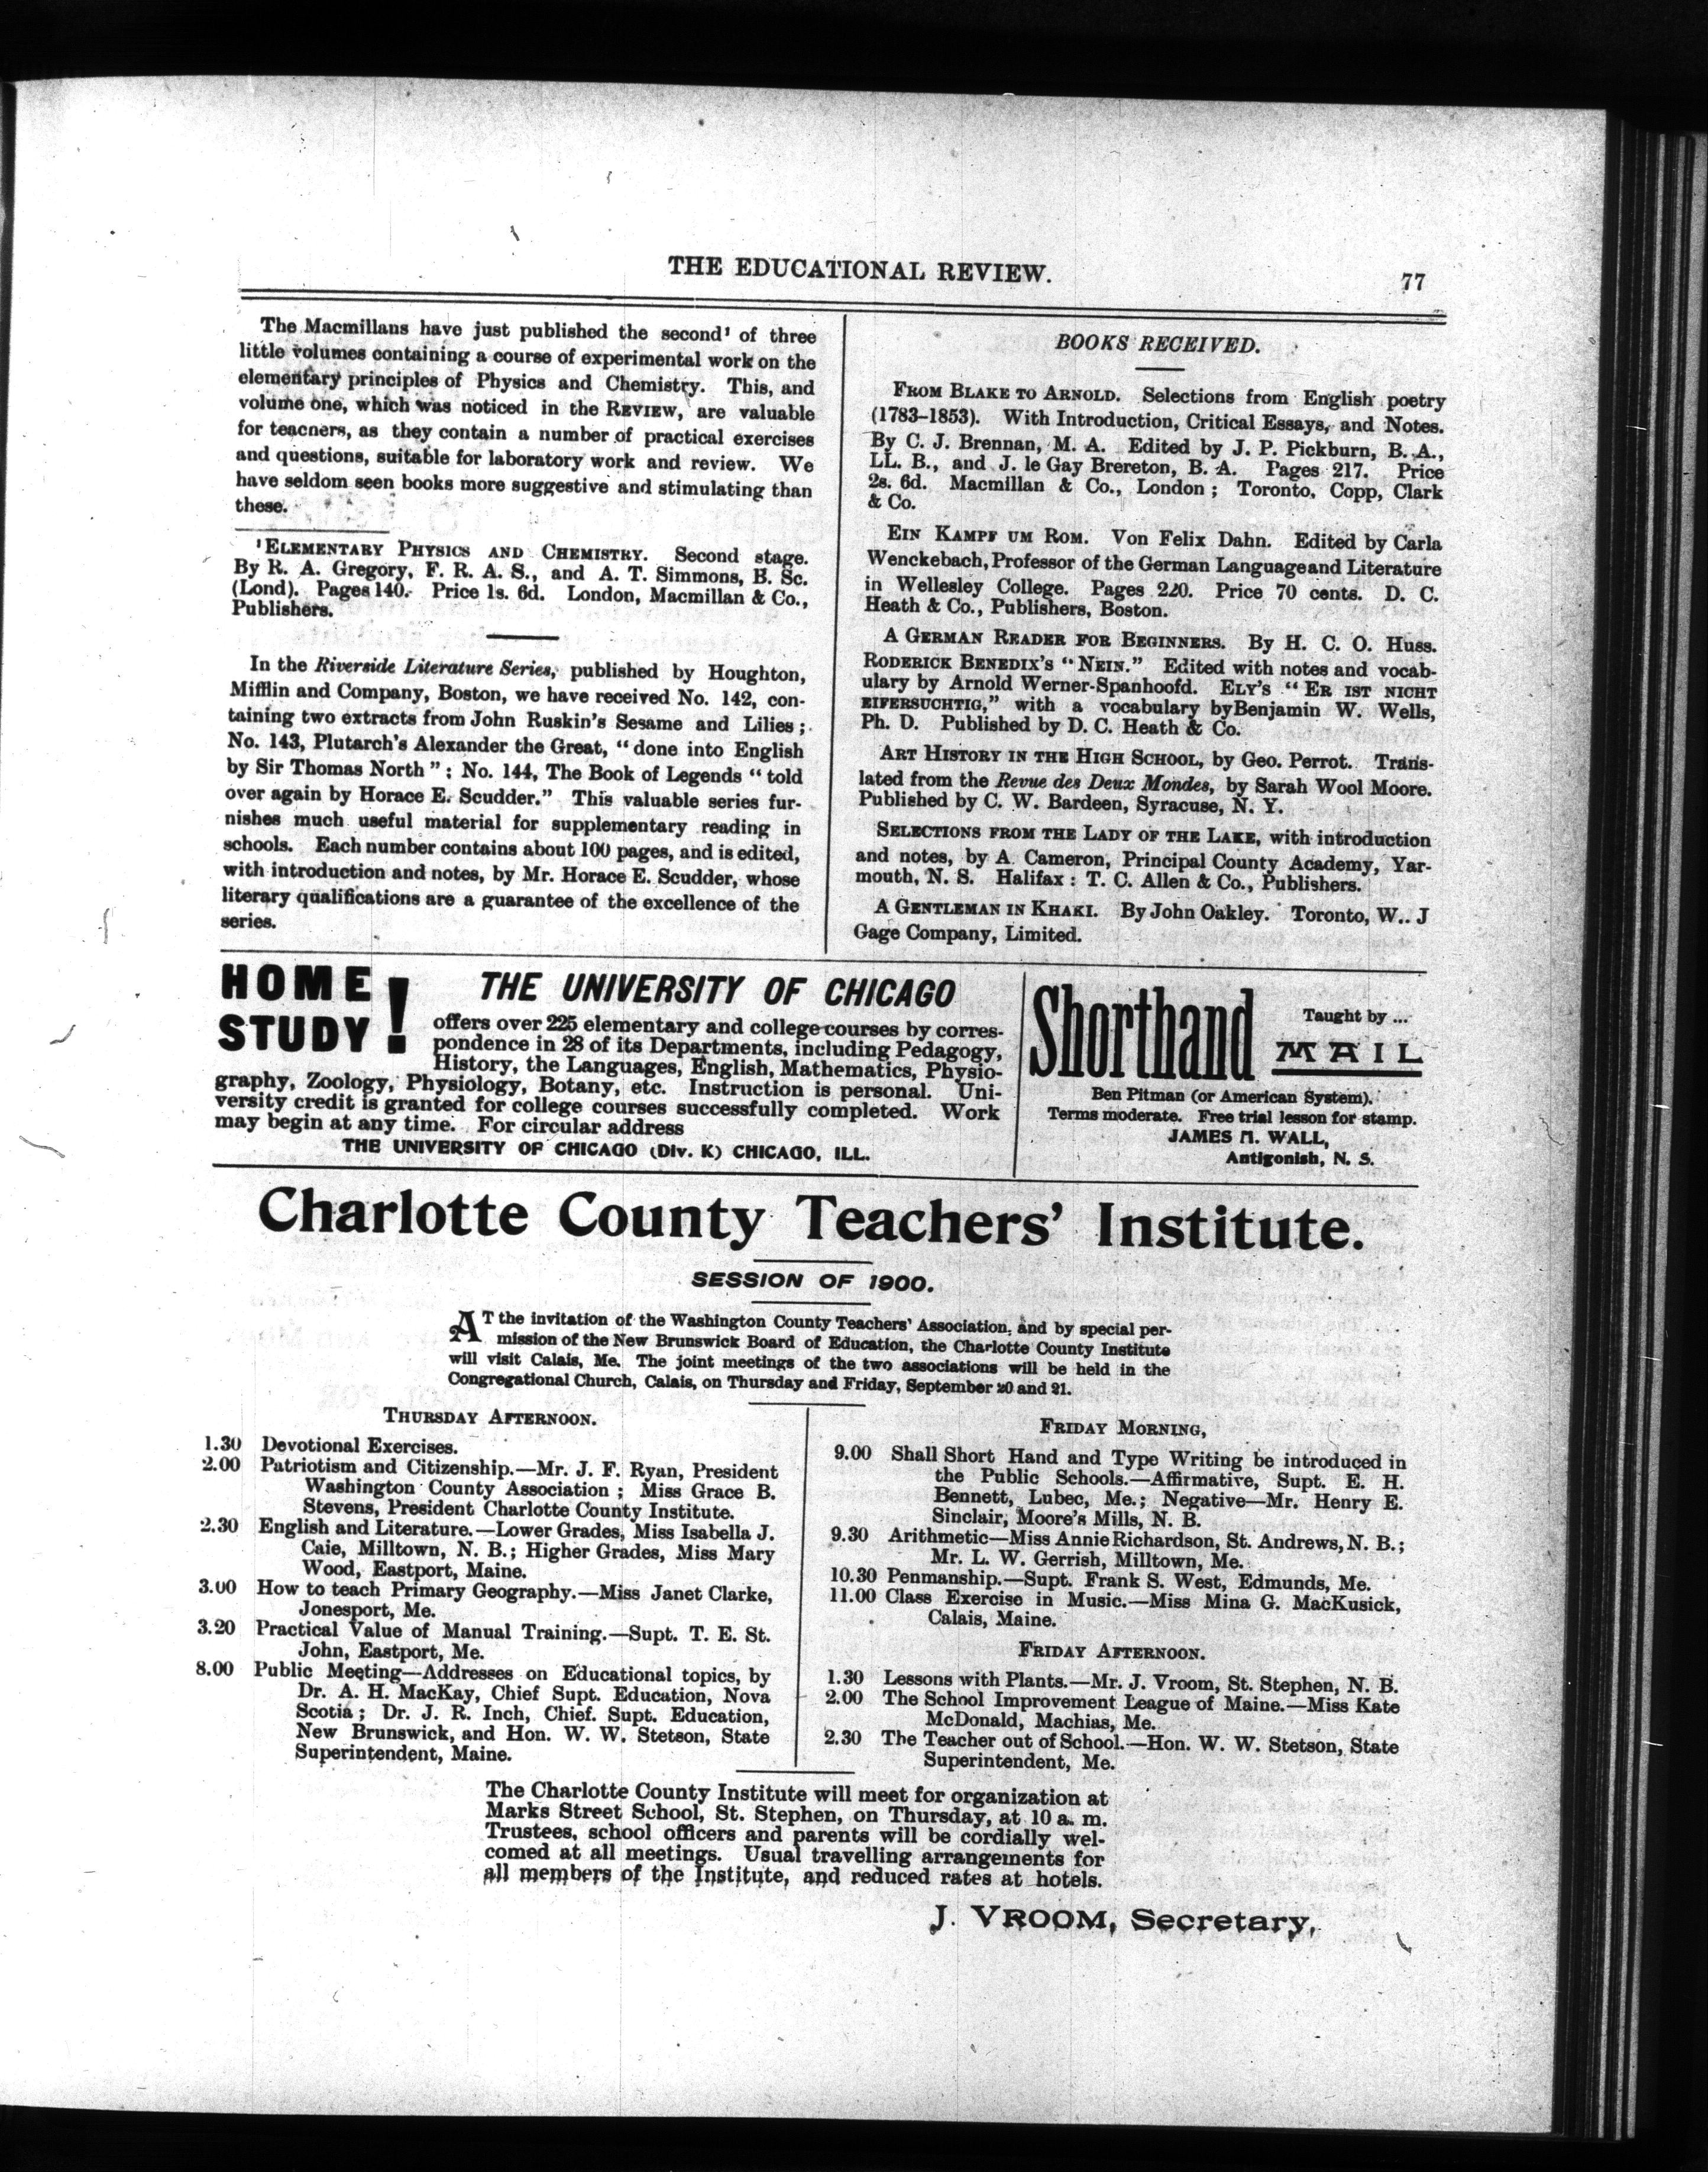 THE EDUCATIONAL REVIEW.
77
The Macmillans have just published the second¹ of three
little volumes containing a course of experimental work on the
elementary principles of Physics and Chemistry. This, and
volume one, which was noticed in the REVIEW, are valuable
for teacners, as they contain a number of practical exercises
and questions, suitable for laboratory work and review. We
have seldom seen books more suggestive and stimulating than
these.
¹ELEMENTARY PHYSICS AND CHEMISTRY. Second stage.
By R. A. Gregory, F. R. A. S., and A. T. Simmons, B. Sc.
(Lond). Pages 140. Price 1s. 6d. London, Macmillan & Co.,
Publishers.
In the Riverside Literature Series, published by Houghton,
Mifflin and Company, Boston, we have received No. 142, con-
taining two extracts from John Ruskin's Sesame and Lilies;
No. 143, Plutarch's Alexander the Great, "done into English
by Sir Thomas North"; No. 144, The Book of Legends "told
over again by Horace E. Scudder." This valuable series fur-
nishes much useful material for supplementary reading in
schools. Each number contains about 100 pages, and is edited,
with introduction and notes, by Mr. Horace E. Scudder, whose
literary qualifications are a guarantee of the excellence of the
series.
BOOKS RECEIVED.
FROM BLAKE TO ARNOLD. Selections from English poetry
(1783-1853). With Introduction, Critical Essays, and Notes.
By C. J. Brennan, M. A. Edited by J. P. Pickburn, B. A.,
LL. B., and J. le Gay Brereton, B. A. Pages 217. Price
2s. 6d. Macmillan & Co., London; Toronto, Copp, Clark
& Co.
EIN KAMPF UM ROM. Von Felix Dahn. Edited by Carla
Wenckebach, Professor of the German Language and Literature
in Wellesley College. Pages 220. Price 70 cents. D. C.
Heath & Co., Publishers, Boston.
A GERMAN READER FOR BEGINNERS. By H. C. O. Huss.
RODERICK BENEDIX'S "NEIN." Edited with notes and vocab-
ulary by Arnold Werner-Spanhoofd. ELY'S "ER IST NICHT
EIFERSUCHTIG," with a vocabulary by Benjamin W. Wells,
Ph. D. Published by D. C. Heath & Co.
ART HISTORY IN THE HIGH SCHOOL, by Geo. Perrot. Trans-
lated from the Revue des Deux Mondes, by Sarah Wool Moore.
Published by C. W. Bardeen, Syracuse, N. Y.
SELECTIONS FROM THE LADY OF THE LAKE, with introduction
and notes, by A. Cameron, Principal County Academy, Yar-
mouth, N. S. Halifax: T. C. Allen & Co., Publishers.
A GENTLEMAN IN KHAKI. By John Oakley. Toronto, W.. J
Gage Company, Limited.
HOME
STUDY!
THE UNIVERSITY OF CHICAGO
offers over 225 elementary and college courses by corres-
pondence in 28 of its Departments, including Pedagogy,
History, the Languages, English, Mathematics, Physio-
graphy, Zoology, Physiology, Botany, etc. Instruction is personal. Uni-
versity credit is granted for college courses successfully completed. Work
may begin at any time. For circular address
THE UNIVERSITY OF CHICAGO (Div. K) CHICAGO, ILL.
Shorthand
Taught by ...
MAIL
Ben Pitman (or American System).
Terms moderate. Free trial lesson for stamp.
JAMES H. WALL,
Antigonish, N. S.
Charlotte County Teachers' Institute.
SESSION OF 1900.
AT the invitation of the Washington County Teachers' Association, and by special per-
mission of the New Brunswick Board of Education, the Charlotte County Institute
will visit Calais, Me. The joint meetings of the two associations will be held in the
Congregational Church, Calais, on Thursday and Friday, September 20 and 21.
THURSDAY AFTERNOON.
1.30 Devotional Exercises.
2.00 Patriotism and Citizenship.—Mr. J. F. Ryan, President
Washington County Association; Miss Grace B.
Stevens, President Charlotte County Institute.
2.30 English and Literature.—Lower Grades, Miss Isabella J.
Caie, Milltown, N. B.; Higher Grades, Miss Mary
Wood, Eastport, Maine.
3.00 How to teach Primary Geography.—Miss Janet Clarke,
Jonesport, Me.
3.20 Practical Value of Manual Training.—Supt. T. E. St.
John, Eastport, Me.
8.00 Public Meeting—Addresses on Educational topics, by
Dr. A. H. MacKay, Chief Supt. Education, Nova
Scotia; Dr. J. R. Inch, Chief. Supt. Education,
New Brunswick, and Hon. W. W. Stetson, State
Superintendent, Maine.
FRIDAY MORNING,
9.00 Shall Short Hand and Type Writing be introduced in
the Public Schools.—Affirmative, Supt. E. H.
Bennett, Lubec, Me.; Negative—Mr. Henry E.
Sinclair, Moore's Mills, N. B.
9.30 Arithmetic—Miss Annie Richardson, St. Andrews, N. B.;
Mr. L. W. Gerrish, Milltown, Me.
10.30 Penmanship.—Supt. Frank S. West, Edmunds, Me.
11.00 Class Exercise in Music.—Miss Mina G. MacKusick,
Calais, Maine.
FRIDAY AFTERNOON.
1.30 Lessons with Plants.—Mr. J. Vroom, St. Stephen, N. B.
2.00 The School Improvement League of Maine.—Miss Kate
McDonald, Machias, Me.
2.30 The Teacher out of School.—Hon. W. W. Stetson, State
Superintendent, Me.
The Charlotte County Institute will meet for organization at
Marks Street School, St. Stephen, on Thursday, at 10 a. m.
Trustees, school officers and parents will be cordially wel-
comed at all meetings. Usual travelling arrangements for
all members of the Institute, and reduced rates at hotels.
J. VROOM, Secretary,